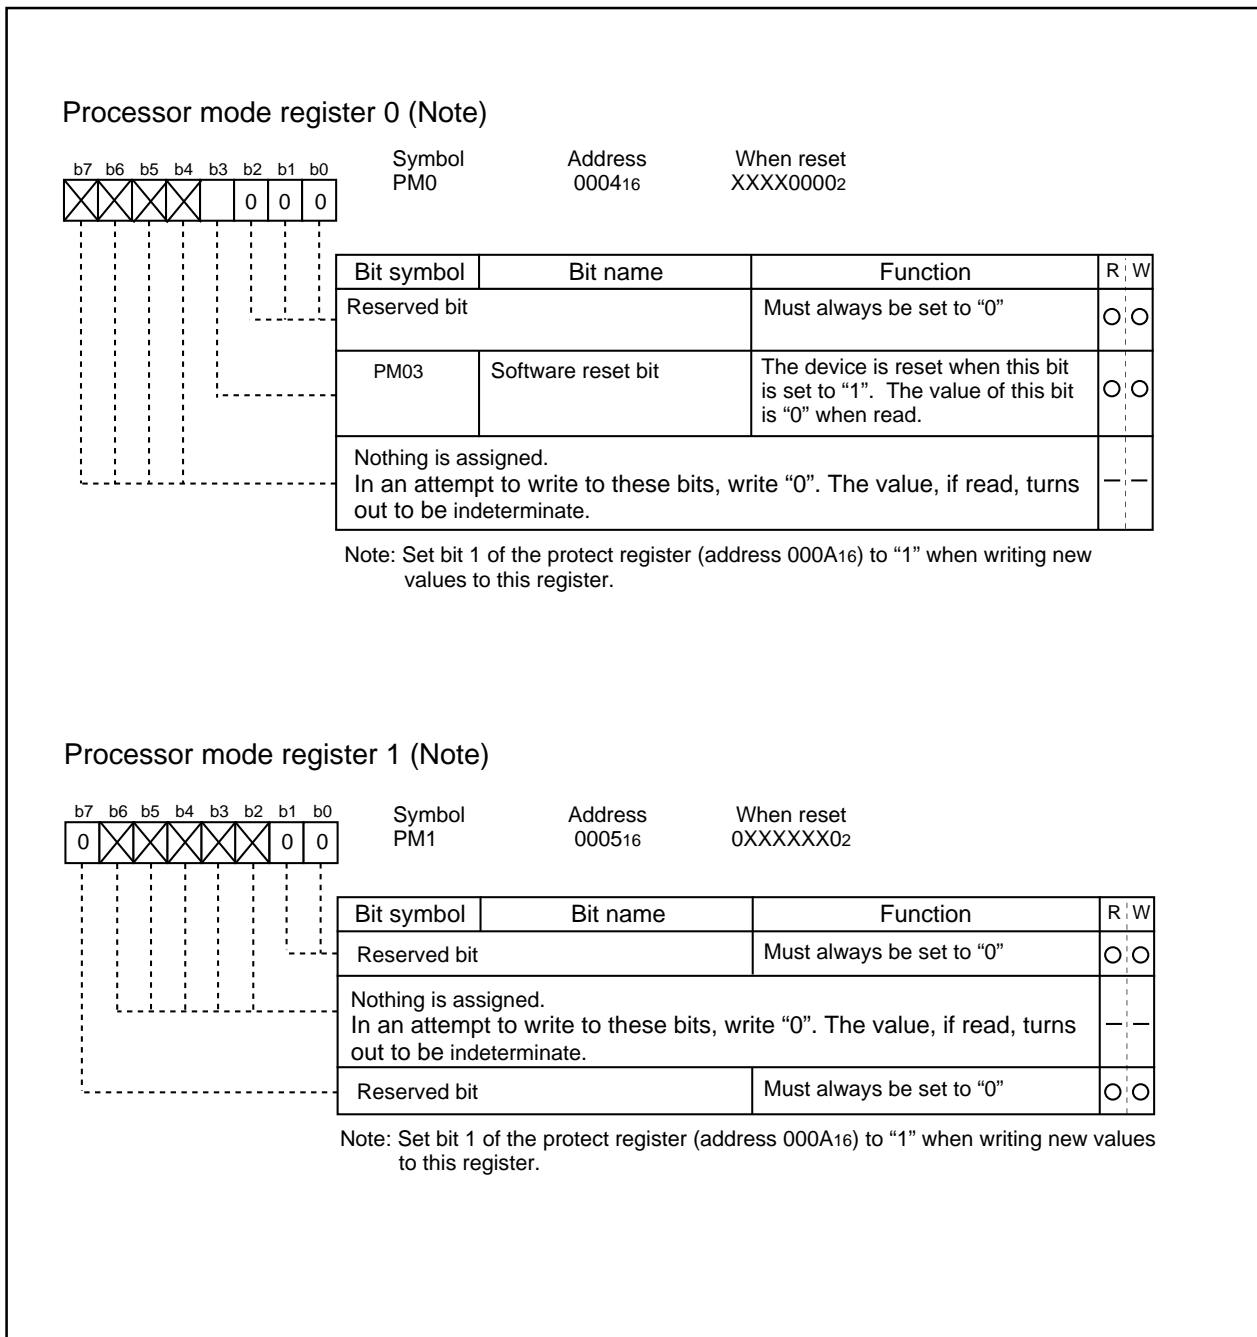 Processor mode register 0 (Note)
b7 b6 b5 b4 b3 b2 b1 b0
0 0 0
Symbol Address When reset
PM0 000416 XXXX00002
Bit symbol Bit name Function R W
Reserved bit Must always be set to “0”
PM03 Software reset bit The device is reset when this bit
is set to “1”. The value of this bit
is “0” when read.
Nothing is assigned.
In an attempt to write to these bits, write “0”. The value, if read, turns
out to be indeterminate.
Note: Set bit 1 of the protect register (address 000A16) to “1” when writing new
values to this register.
Processor mode register 1 (Note)
b7 b6 b5 b4 b3 b2 b1 b0
0 0 0
Symbol Address When reset
PM1 000516 0XXXXXX02
Bit symbol Bit name Function R W
Reserved bit Must always be set to “0”
Nothing is assigned.
In an attempt to write to these bits, write “0”. The value, if read, turns
out to be indeterminate.
Reserved bit Must always be set to “0”
Note: Set bit 1 of the protect register (address 000A16) to “1” when writing new values
to this register.